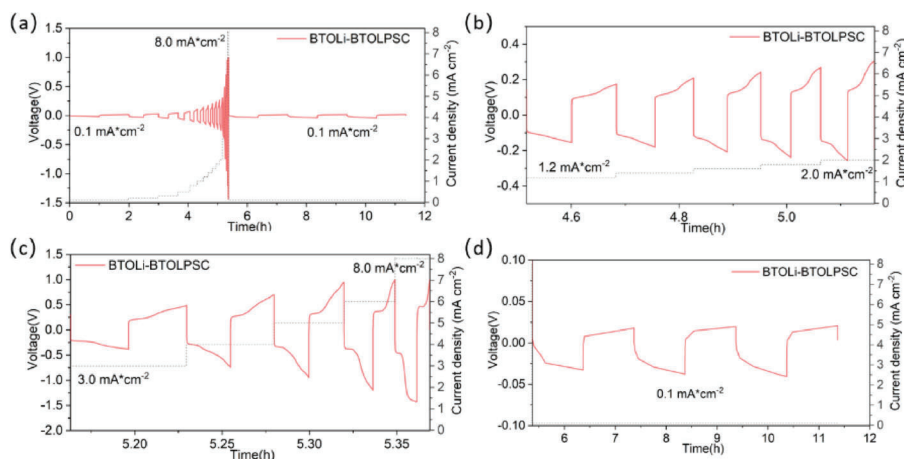 (a)
BTOLi-BTOLPSC
8.0 mA*cm-2
0.1 mA*cm-2
0.1 mA*cm-2
Voltage(V)
1.5
1.0
0.5
0.0
-0.5
-1.0
-1.5
0 2 4 6 8 10 12
Time(h)
8
7
6
5
4
3
2
1
0
Current density (mA cm-2)
(b)
BTOLi-BTOLPSC
1.2 mA*cm-2
2.0 mA*cm-2
Voltage(V)
0.4
0.2
0.0
-0.2
-0.4
4.6 4.8 5.0
Time(h)
8
7
6
5
4
3
2
1
0
Current density (mA cm-2)
(c)
BTOLi-BTOLPSC
8.0 mA*cm-2
3.0 mA*cm-2
Voltage(V)
1.5
1.0
0.5
0.0
-0.5
-1.0
-1.5
-2.0
5.20 5.25 5.30 5.35
Time(h)
8
7
6
5
4
3
2
1
0
Current density (mA cm-2)
(d)
BTOLi-BTOLPSC
0.1 mA*cm-2
Voltage(V)
0.10
0.05
0.00
-0.05
-0.10
6 7 8 9 10 11 12
Time(h)
8
7
6
5
4
3
2
1
0
Current density (mA cm-2)